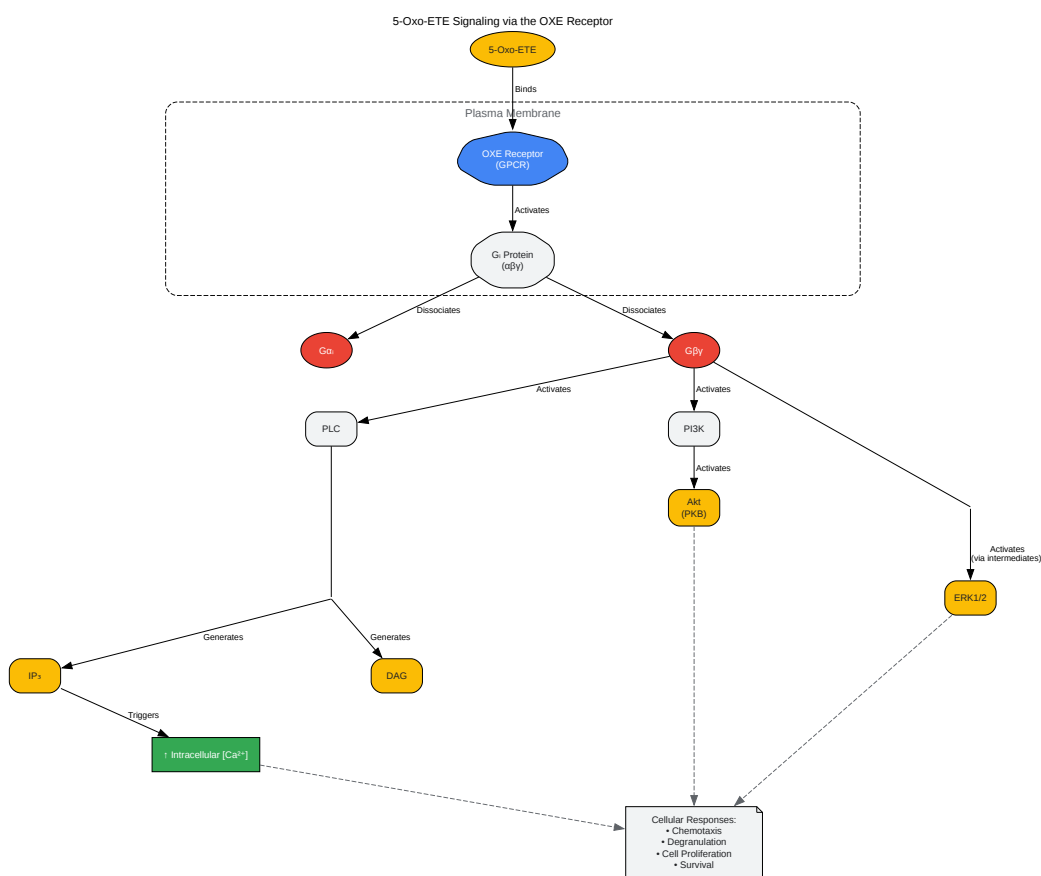 5-Oxo-ETE Signaling via the OXE Receptor
5-Oxo-ETE
Binds
Plasma Membrane
OXE Receptor
(GPCR)
Activates
Gᵢ Protein
(αβγ)
Dissociates
Dissociates
Gαᵢ
Gβγ
Activates
Activates
PLC
PI3K
Activates
Akt
(PKB)
Activates
(via intermediates)
ERK1/2
Generates
Generates
IP₃
DAG
Triggers
↑ Intracellular [Ca²⁺]
Cellular Responses:
• Chemotaxis
• Degranulation
• Cell Proliferation
• Survival